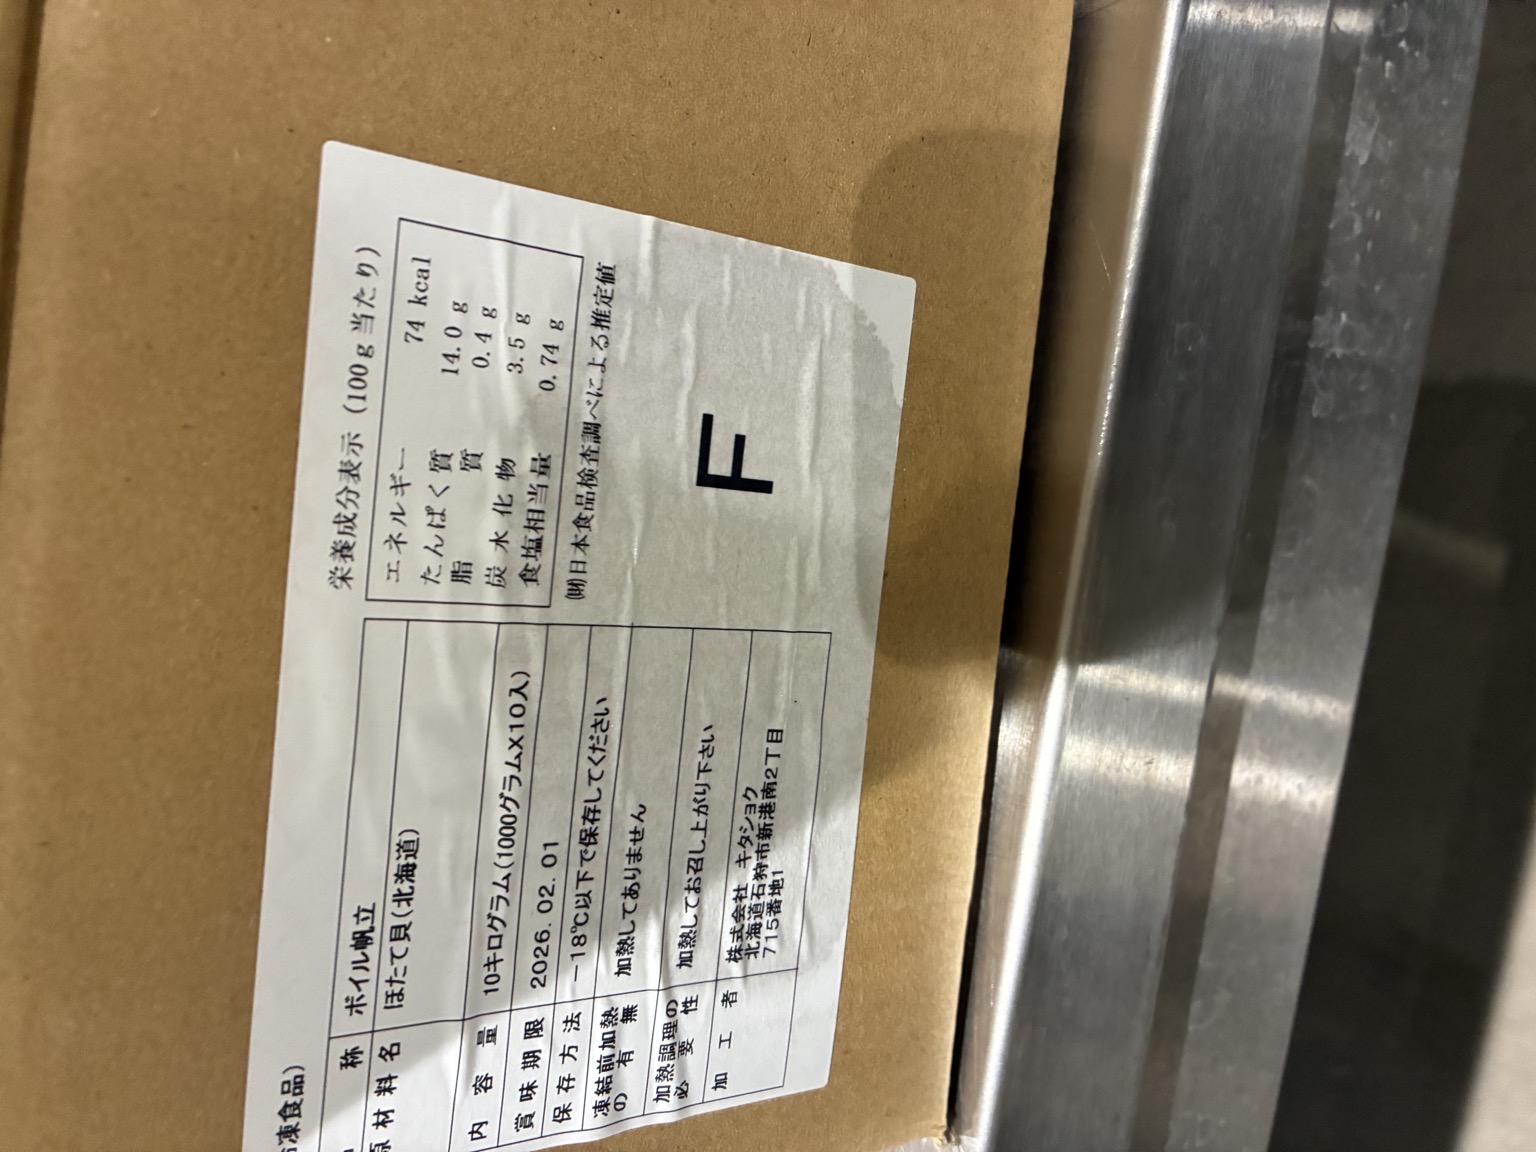 凍食品)
称 ボイル帆立
原材料名 ほたて貝(北海道)
内容量 10キログラム(1000グラム×10入)
賞味期限 2026.02.01
保存方法 −18℃以下で保存してください
凍結前加熱の有無 加熱してありません
加熱調理の必要性 加熱してお召し上がり下さい
加工者 株式会社 キタショク
北海道石狩市新港南2丁目
715番地1
栄養成分表示(100g当たり)
エネルギー 74 kcal
たんぱく質 14.0 g
脂質 0.4 g
炭水化物 3.5 g
食塩相当量 0.74 g
㈶日本食品検査調べによる推定値
F